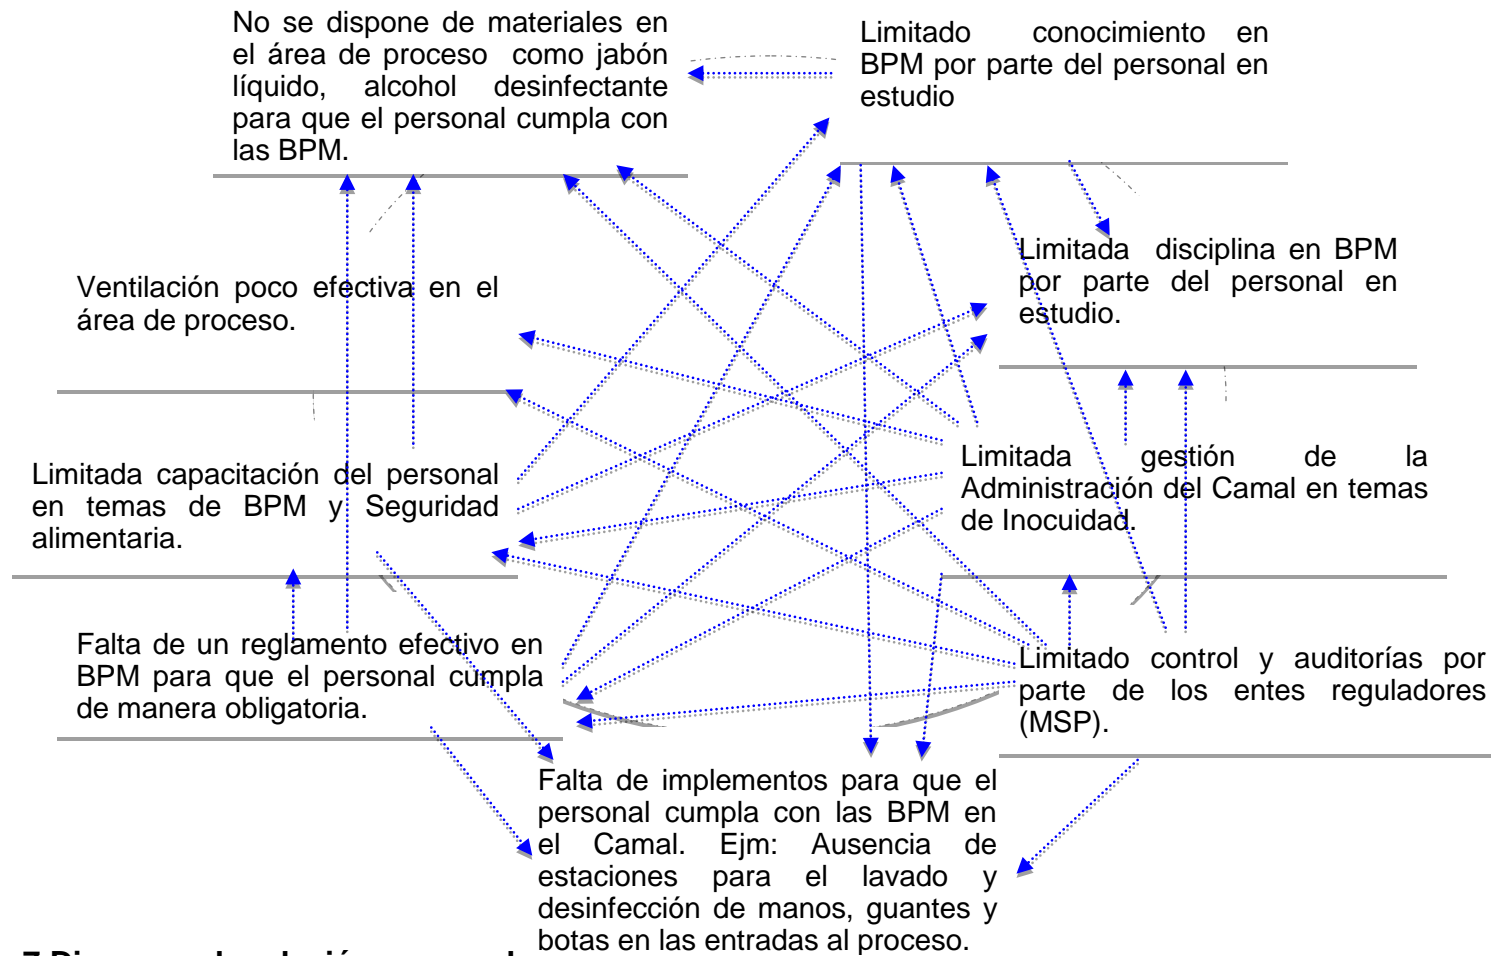 No se dispone de materiales en
el área de proceso como jabón
líquido, alcohol desinfectante
para que el personal cumpla con
las BPM.
Limitado conocimiento en
BPM por parte del personal en
estudio
Ventilación poco efectiva en el
área de proceso.
Limitada disciplina en BPM
por parte del personal en
estudio.
Limitada capacitación del personal
en temas de BPM y Seguridad
alimentaria.
Limitada gestión de la
Administración del Camal en temas
de Inocuidad.
Falta de un reglamento efectivo en
BPM para que el personal cumpla
de manera obligatoria.
Limitado control y auditorías por
parte de los entes reguladores
(MSP).
Falta de implementos para que el
personal cumpla con las BPM en
el Camal. Ejm: Ausencia de
estaciones para el lavado y
desinfección de manos, guantes y
botas en las entradas al proceso.